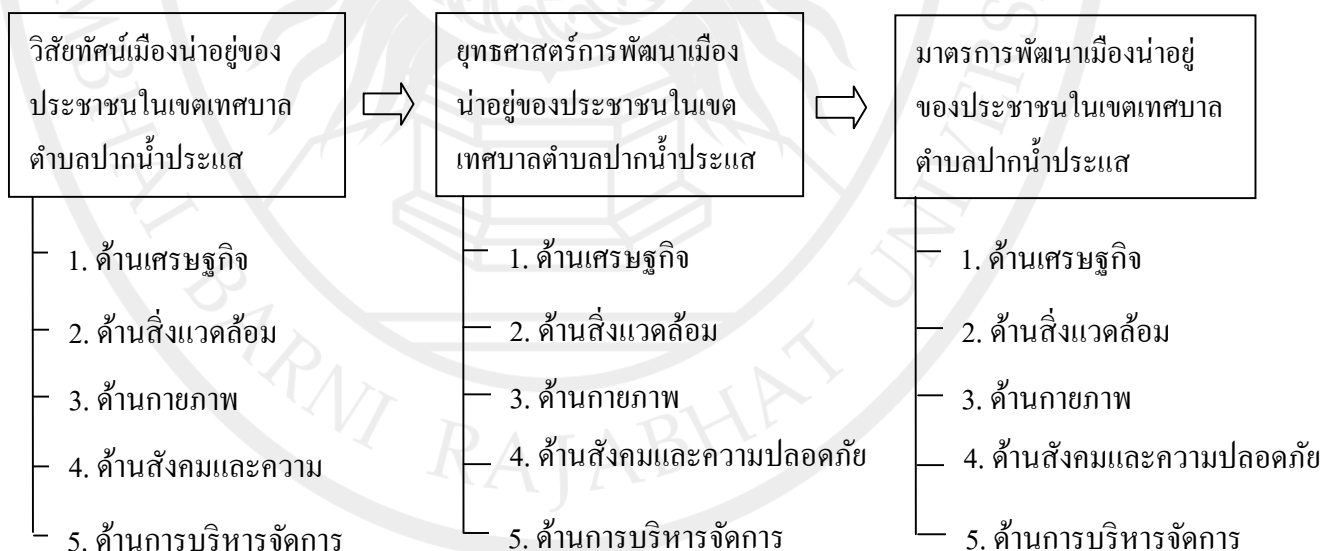 วิสัยทัศน์เมืองน่าอยู่ของ
ประชาชนในเขตเทศบาล
ตำบลปากน้ำประแส
1. ด้านเศรษฐกิจ
2. ด้านสิ่งแวดล้อม
3. ด้านกายภาพ
4. ด้านสังคมและความ
5. ด้านการบริหารจัดการ
ยุทธศาสตร์การพัฒนาเมือง
น่าอยู่ของประชาชนในเขต
เทศบาลตำบลปากน้ำประแส
1. ด้านเศรษฐกิจ
2. ด้านสิ่งแวดล้อม
3. ด้านกายภาพ
4. ด้านสังคมและความปลอดภัย
5. ด้านการบริหารจัดการ
มาตรการพัฒนาเมืองน่าอยู่
ของประชาชนในเขตเทศบาล
ตำบลปากน้ำประแส
1. ด้านเศรษฐกิจ
2. ด้านสิ่งแวดล้อม
3. ด้านกายภาพ
4. ด้านสังคมและความปลอดภัย
5. ด้านการบริหารจัดการ
MBHAI BARNI RAJABHAT UNIVERS